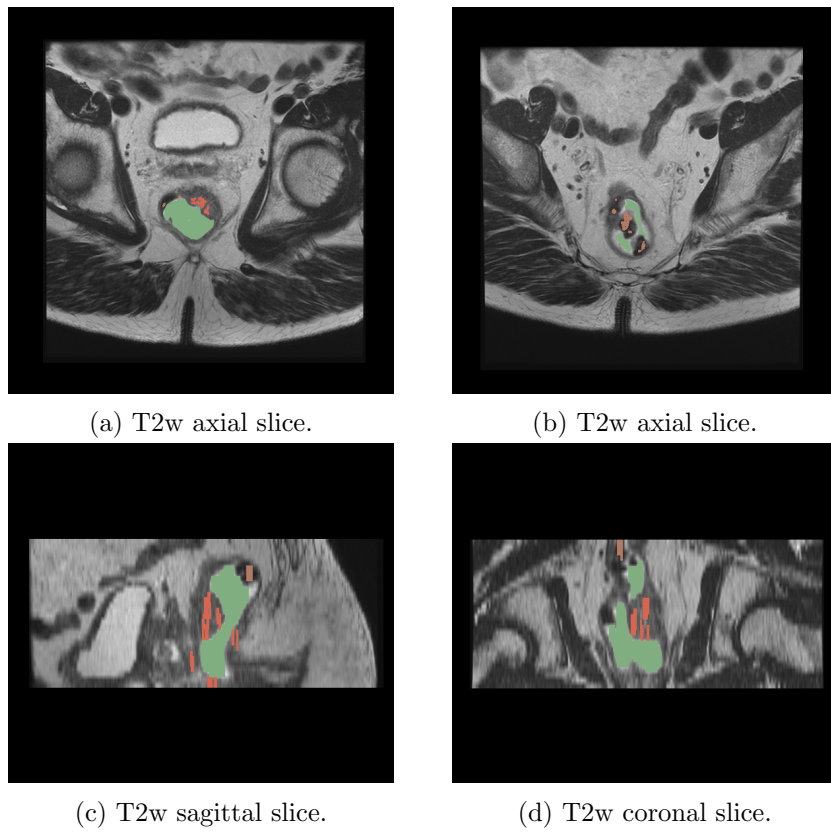 (a) T2w axial slice.
(b) T2w axial slice.
(c) T2w sagittal slice.
(d) T2w coronal slice.